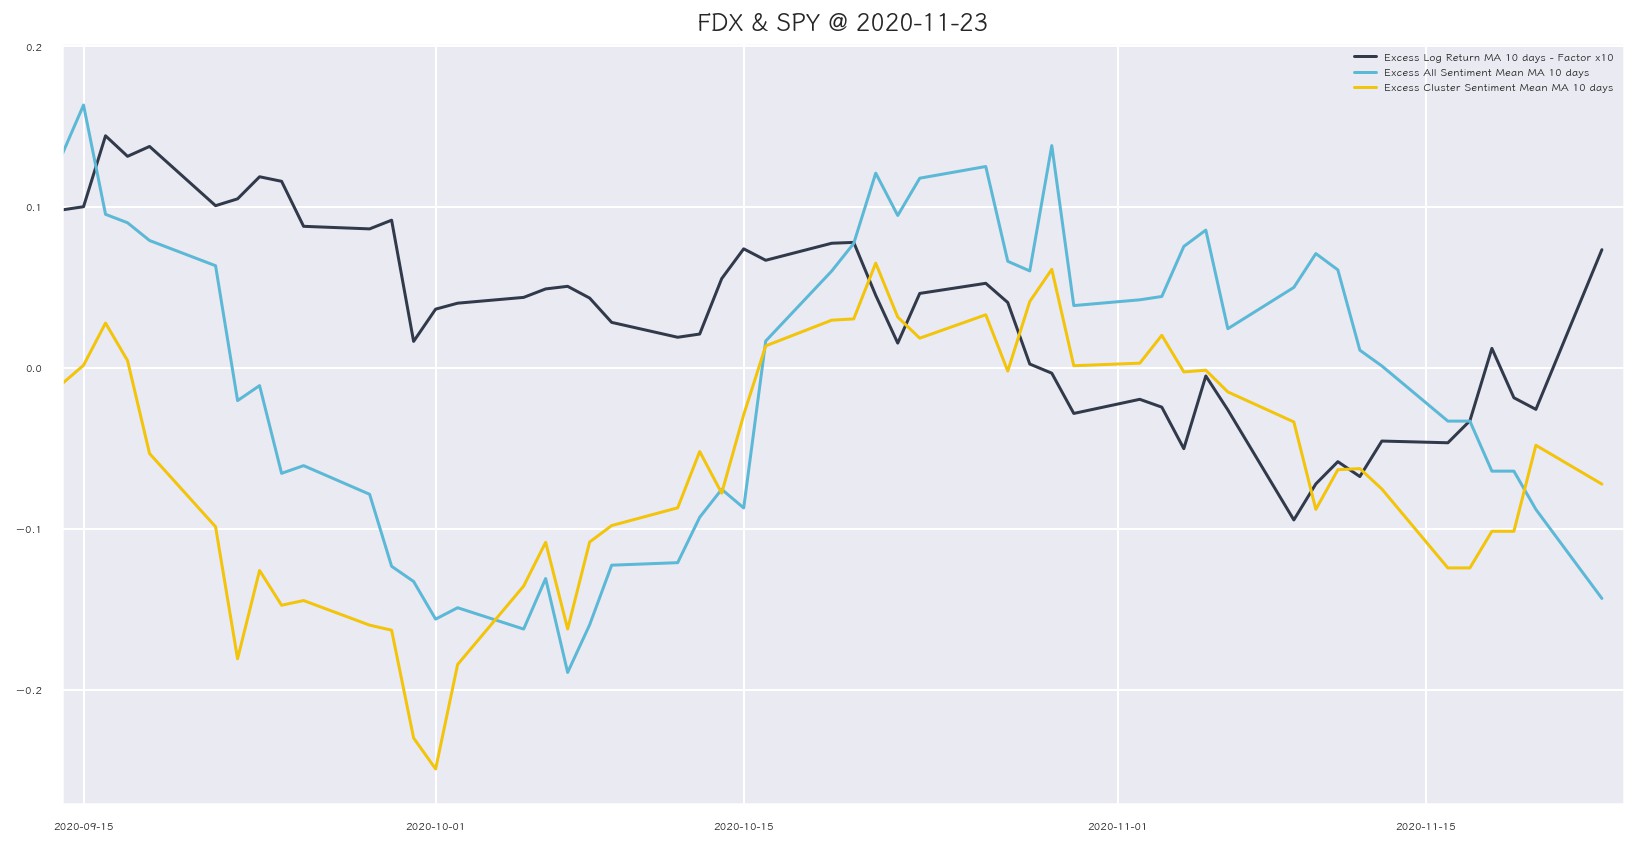 FDX & SPY @ 2020-11-23
Excess Log Return MA 10 days - Factor x10
Excess All Sentiment Mean MA 10 days
Excess Cluster Sentiment Mean MA 10 days
0.2
0.1
0.0
−0.1
−0.2
2020-09-15 2020-10-01 2020-10-15 2020-11-01 2020-11-15